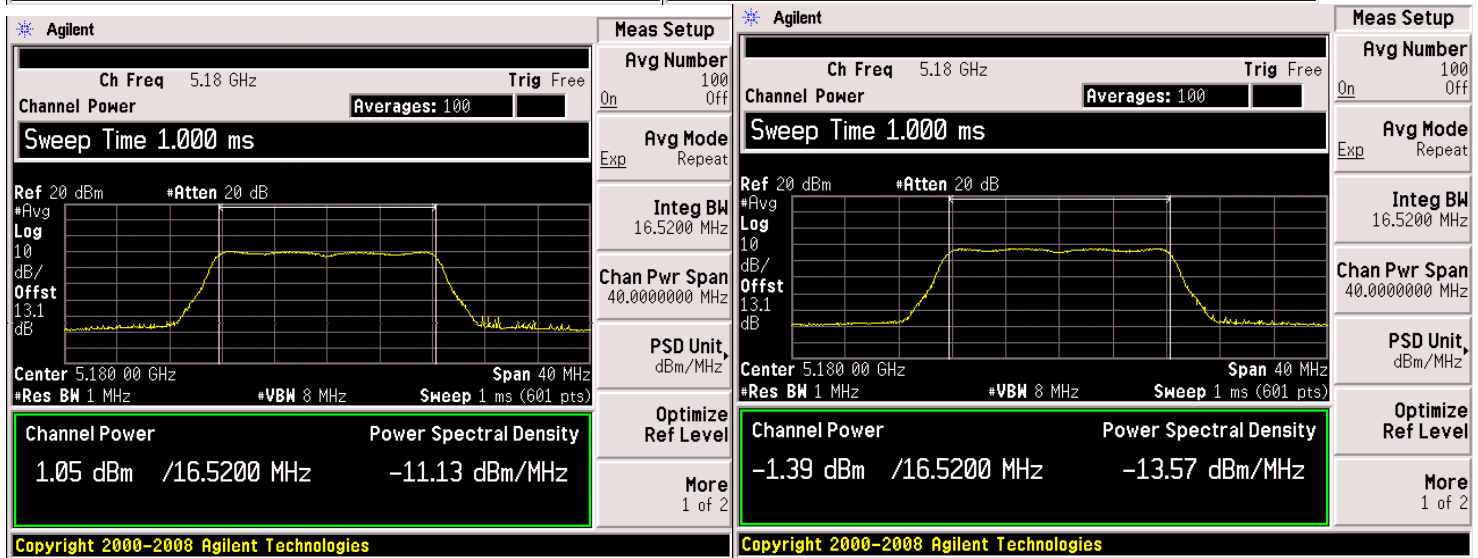 Agilent
Meas Setup
Ch Freq 5.18 GHz Trig Free
Channel Power Averages: 100
Sweep Time 1.000 ms
Ref 20 dBm #Atten 20 dB
#Avg
Log
10
dB/
Offst
13.1
dB
Center 5.180 00 GHz Span 40 MHz
#Res BW 1 MHz #VBW 8 MHz Sweep 1 ms (601 pts)
Channel Power Power Spectral Density
1.05 dBm /16.5200 MHz -11.13 dBm/MHz
Avg Number
100
On Off
Avg Mode
Exp Repeat
Integ BW
16.5200 MHz
Chan Pwr Span
40.0000000 MHz
PSD Unit
dBm/MHz
Optimize
Ref Level
More
1 of 2
Copyright 2000-2008 Agilent Technologies
Agilent
Meas Setup
Ch Freq 5.18 GHz Trig Free
Channel Power Averages: 100
Sweep Time 1.000 ms
Ref 20 dBm #Atten 20 dB
#Avg
Log
10
dB/
Offst
13.1
dB
Center 5.180 00 GHz Span 40 MHz
#Res BW 1 MHz #VBW 8 MHz Sweep 1 ms (601 pts)
Channel Power Power Spectral Density
-1.39 dBm /16.5200 MHz -13.57 dBm/MHz
Avg Number
100
On Off
Avg Mode
Exp Repeat
Integ BW
16.5200 MHz
Chan Pwr Span
40.0000000 MHz
PSD Unit
dBm/MHz
Optimize
Ref Level
More
1 of 2
Copyright 2000-2008 Agilent Technologies